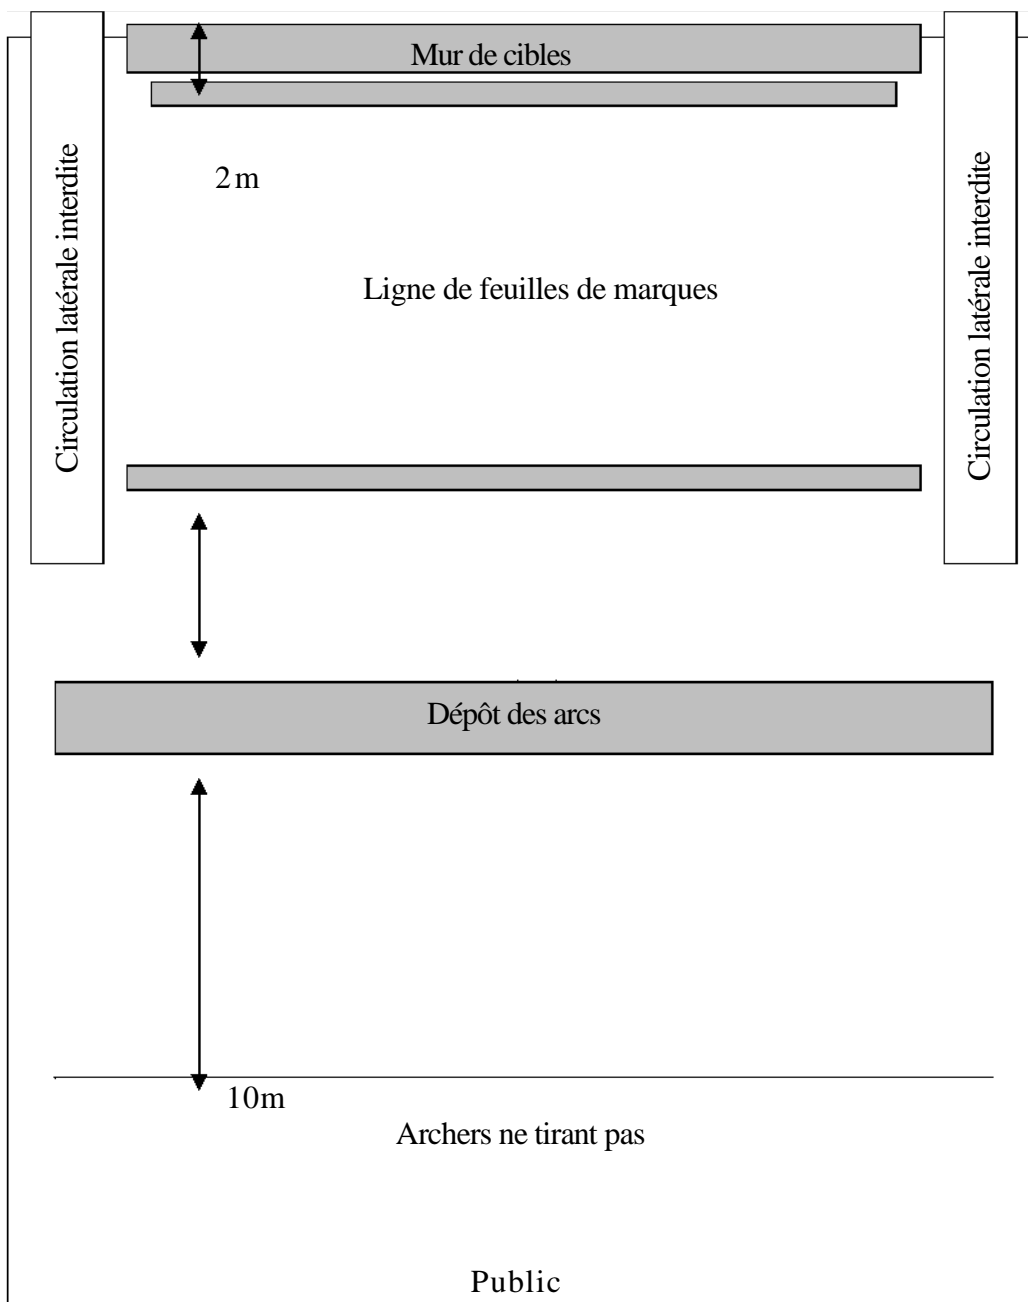 Mur de cibles
Circulation latérale interdite
Circulation latérale interdite
2 m
Ligne de feuilles de marques
Dépôt des arcs
10m
Archers ne tirant pas
Public